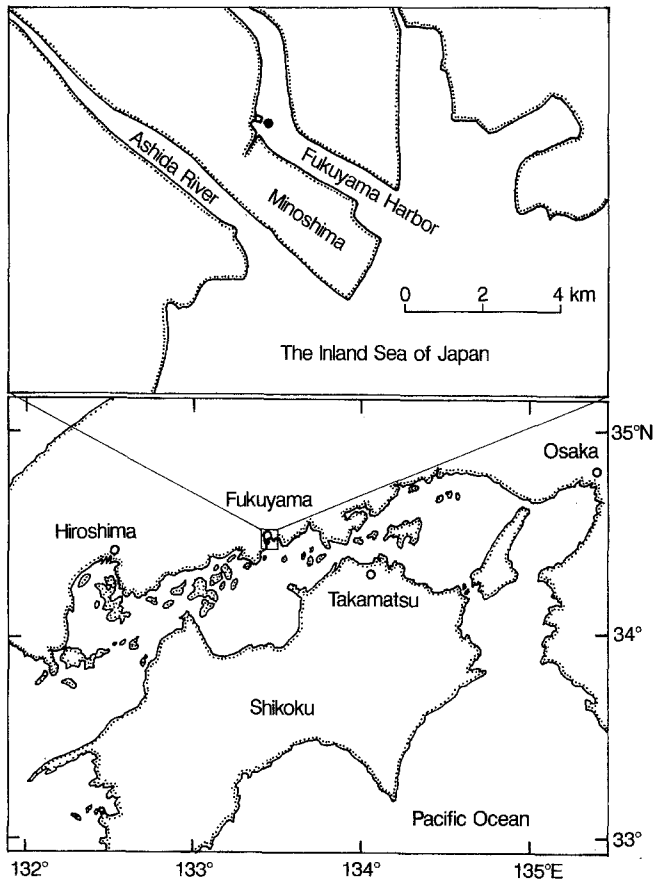 Ashida River
Fukuyama Harbor
Minoshima
0 2 4 km
The Inland Sea of Japan
35°N
Osaka
Fukuyama
Hiroshima
Takamatsu
34°
Shikoku
Pacific Ocean
33°
132° 133° 134° 135°E